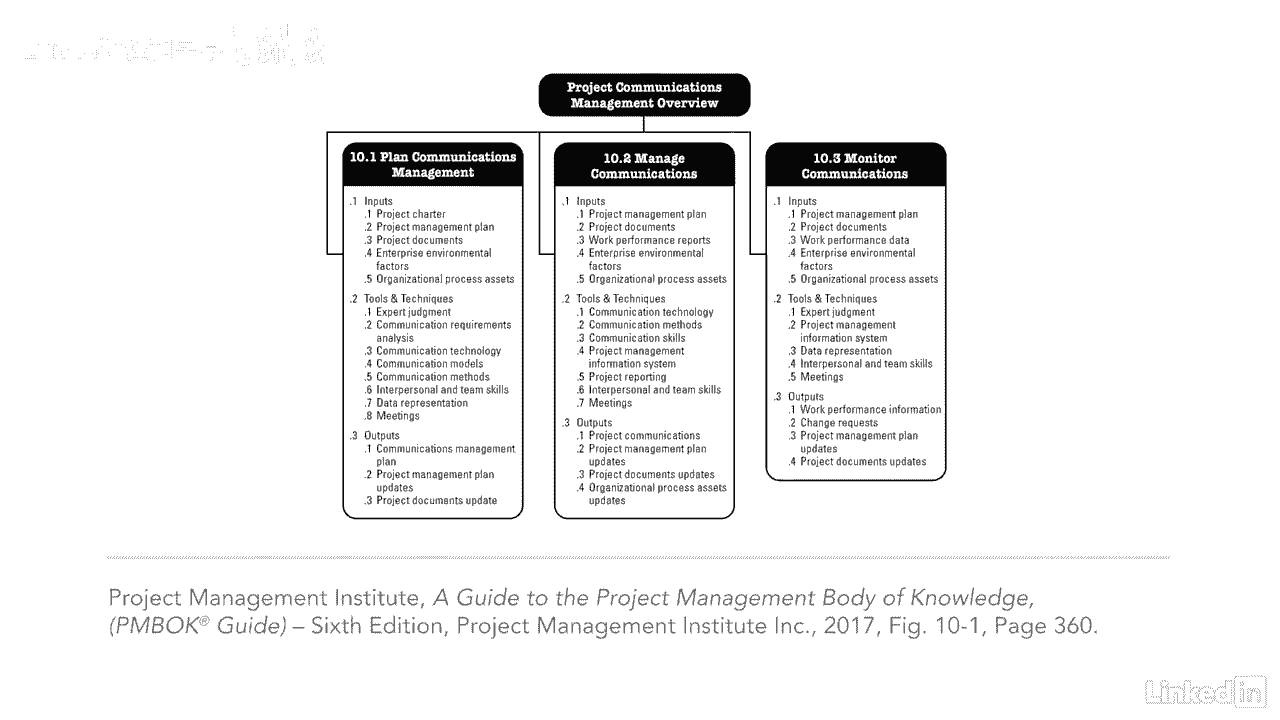 Project Communications
Management Overview
10.1 Plan Communications
Management
.1 Inputs
.1 Project charter
.2 Project management plan
.3 Project documents
.4 Enterprise environmental
factors
.5 Organizational process assets
.2 Tools & Techniques
.1 Expert judgment
.2 Communication requirements
analysis
.3 Communication technology
.4 Communication models
.5 Communication methods
.6 Interpersonal and team skills
.7 Data representation
.8 Meetings
.3 Outputs
.1 Communications management
plan
.2 Project management plan
updates
.3 Project documents update
10.2 Manage
Communications
.1 Inputs
.1 Project management plan
.2 Project documents
.3 Work performance reports
.4 Enterprise environmental
factors
.5 Organizational process assets
.2 Tools & Techniques
.1 Communication technology
.2 Communication methods
.3 Communication skills
.4 Project management
information system
.5 Project reporting
.6 Interpersonal and team skills
.7 Meetings
.3 Outputs
.1 Project communications
.2 Project management plan
updates
.3 Project documents updates
.4 Organizational process assets
updates
10.3 Monitor
Communications
.1 Inputs
.1 Project management plan
.2 Project documents
.3 Work performance data
.4 Enterprise environmental
factors
.5 Organizational process assets
.2 Tools & Techniques
.1 Expert judgment
.2 Project management
information system
.3 Data representation
.4 Interpersonal and team skills
.5 Meetings
.3 Outputs
.1 Work performance information
.2 Change requests
.3 Project management plan
updates
.4 Project documents updates
Project Management Institute, A Guide to the Project Management Body of Knowledge,
(PMBOK® Guide) – Sixth Edition, Project Management Institute Inc., 2017, Fig. 10-1, Page 360.
Linked in